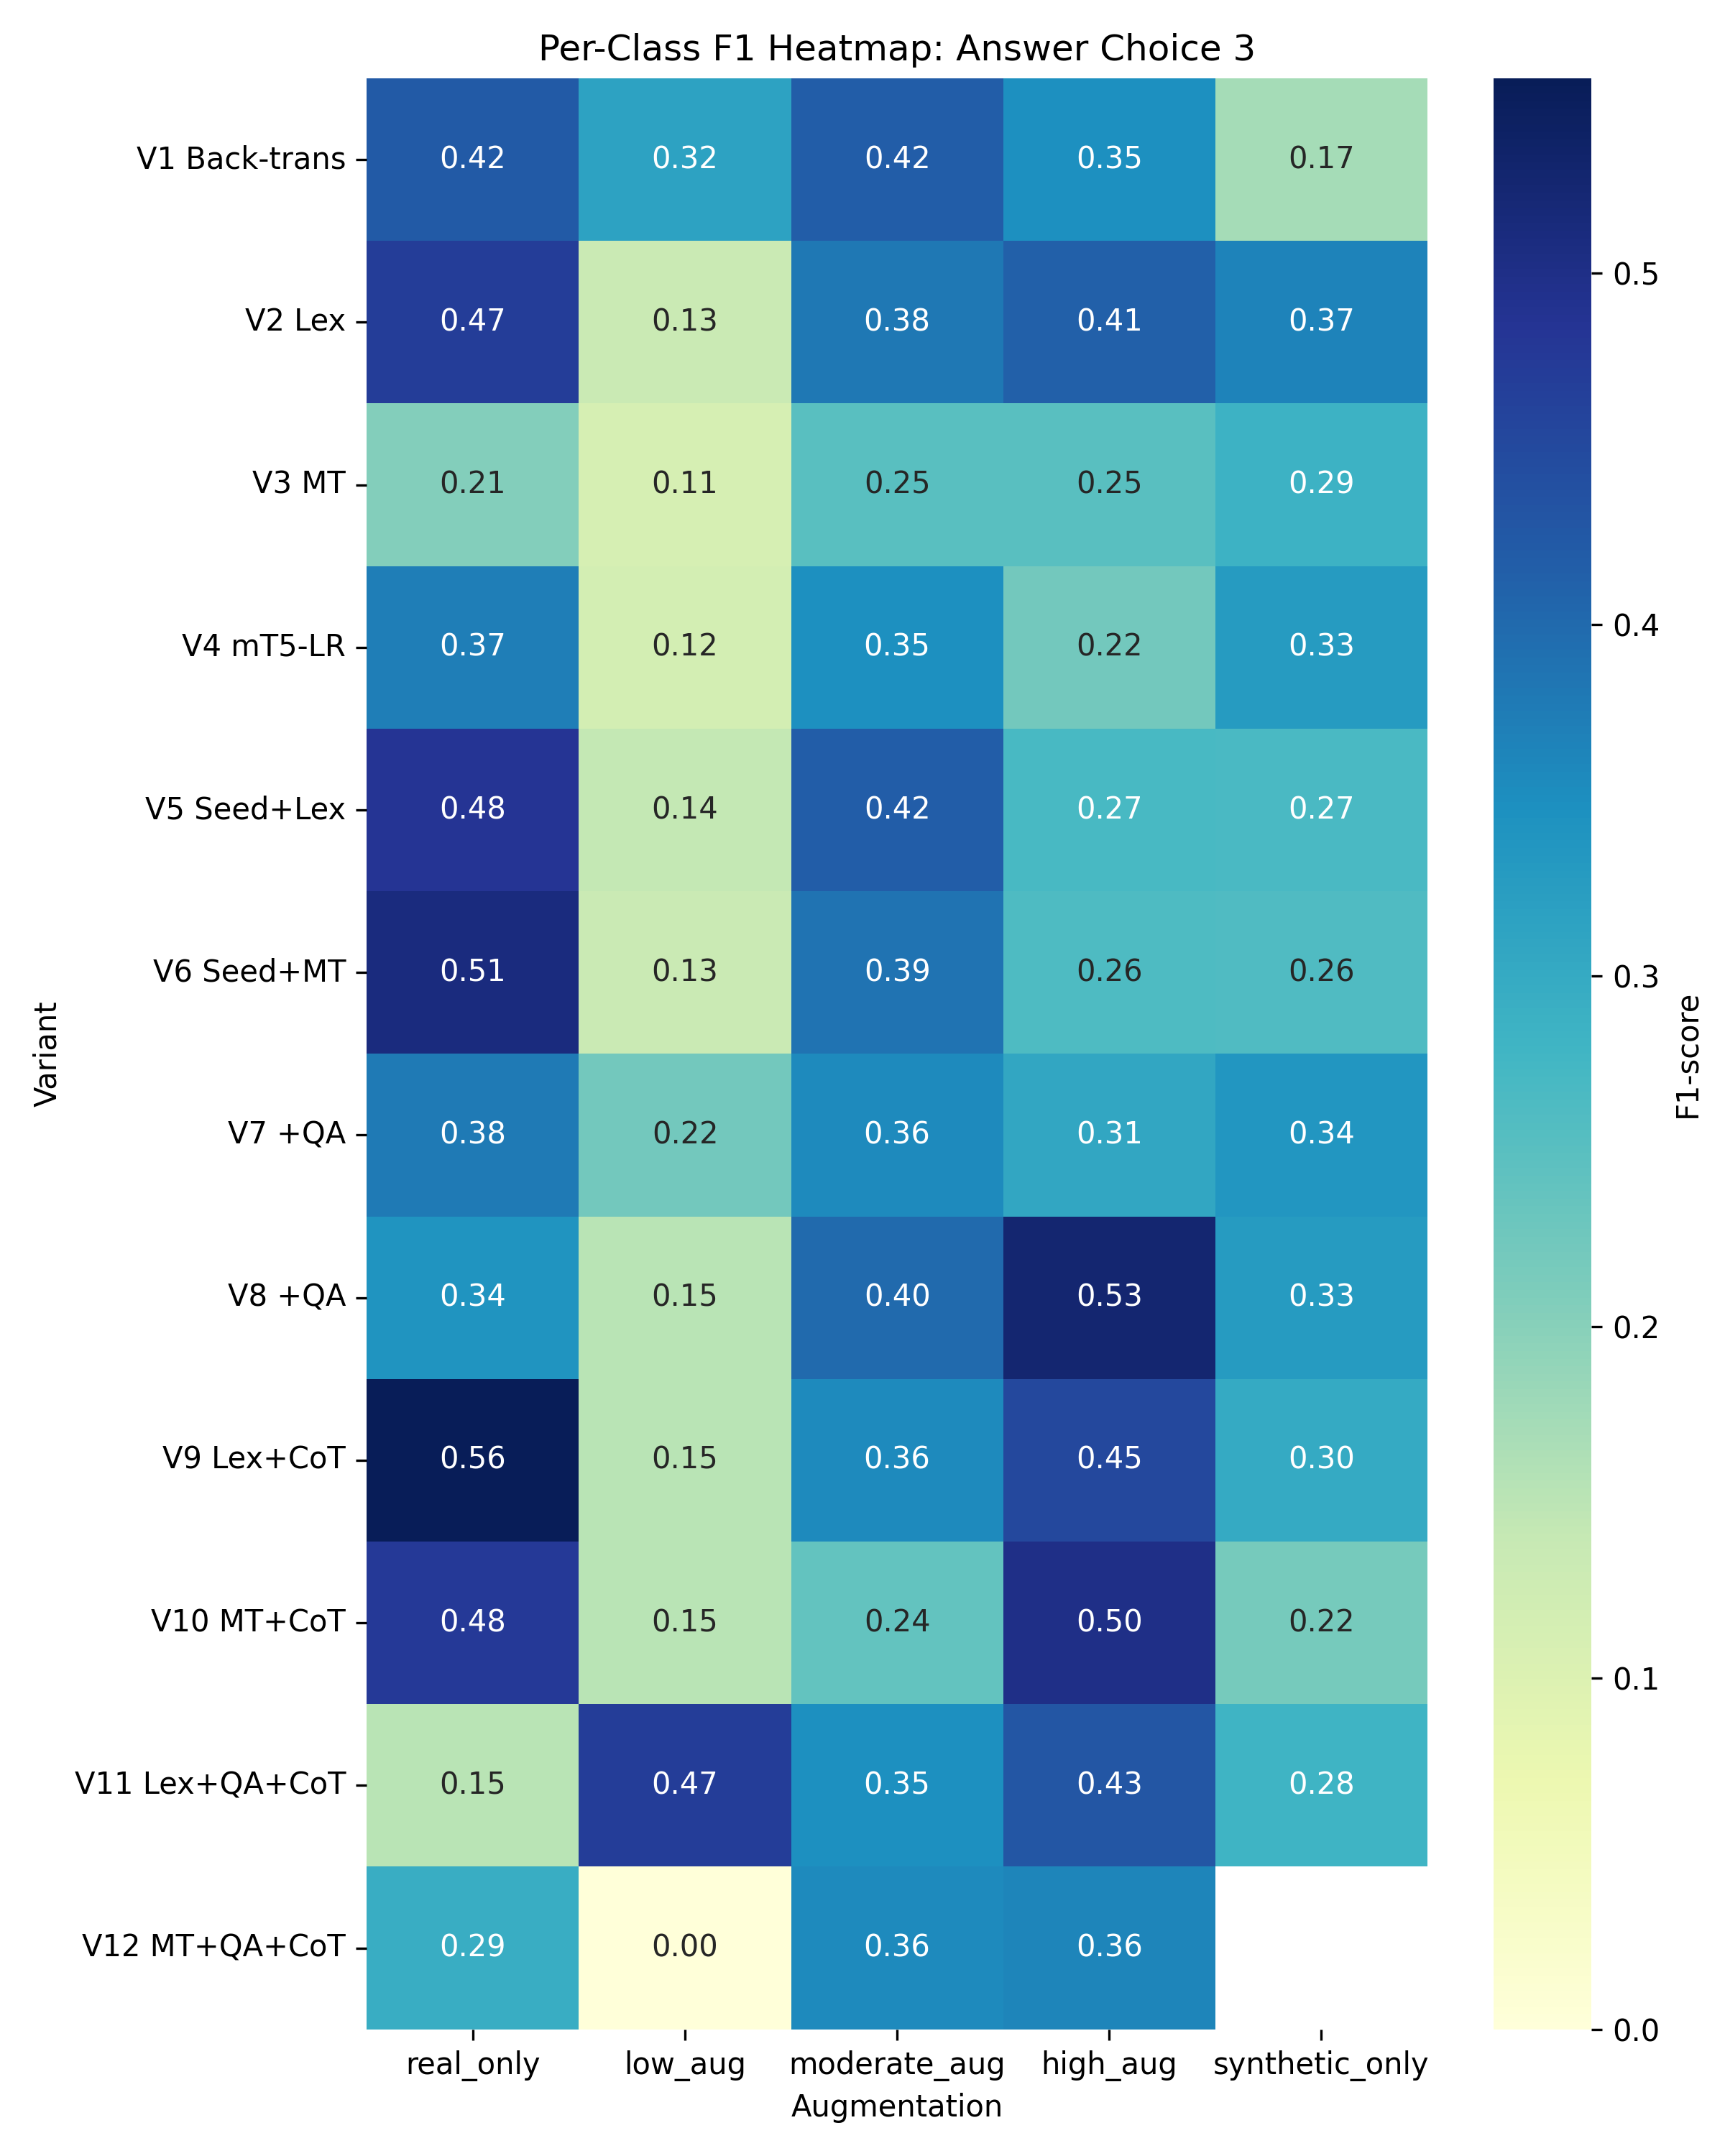 Per-Class F1 Heatmap: Answer Choice 3
V1 Back-trans 0.42 0.32 0.42 0.35 0.17
V2 Lex 0.47 0.13 0.38 0.41 0.37
V3 MT 0.21 0.11 0.25 0.25 0.29
V4 mT5-LR 0.37 0.12 0.35 0.22 0.33
V5 Seed+Lex 0.48 0.14 0.42 0.27 0.27
V6 Seed+MT 0.51 0.13 0.39 0.26 0.26
V7 +QA 0.38 0.22 0.36 0.31 0.34
V8 +QA 0.34 0.15 0.40 0.53 0.33
V9 Lex+CoT 0.56 0.15 0.36 0.45 0.30
V10 MT+CoT 0.48 0.15 0.24 0.50 0.22
V11 Lex+QA+CoT 0.15 0.47 0.35 0.43 0.28
V12 MT+QA+CoT 0.29 0.00 0.36 0.36
real_only low_aug moderate_aug high_aug synthetic_only
Augmentation
Variant
0.5
0.4
0.3
0.2
0.1
0.0
F1-score